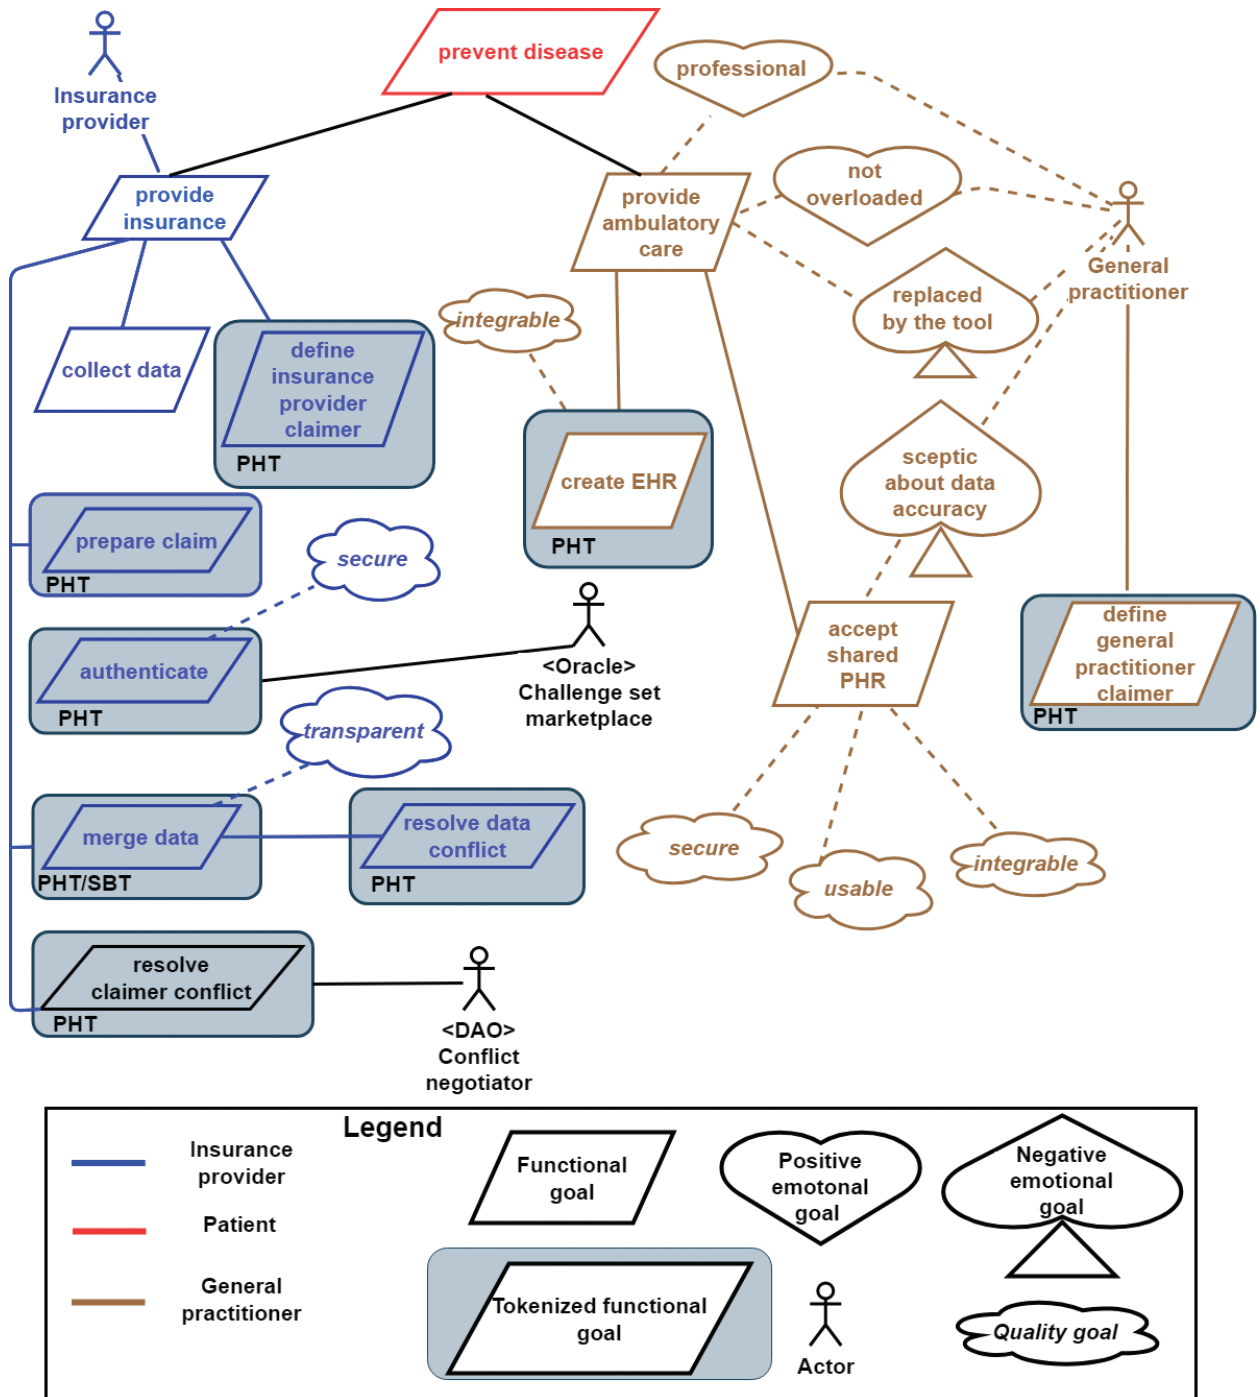 Insurance
provider
prevent disease
professional
provide
insurance
provide
ambulatory
care
not
overloaded
General
practitioner
replaced
by the tool
integrable
collect data
define
insurance
provider
claimer
PHT
create EHR
PHT
sceptic
about data
accuracy
prepare claim
PHT
secure
authenticate
PHT
<Oracle>
Challenge set
marketplace
accept
shared
PHR
define
general
practitioner
claimer
PHT
transparent
merge data
PHT/SBT
resolve data
conflict
PHT
secure
usable
integrable
resolve
claimer conflict
PHT
<DAO>
Conflict
negotiator
Legend
Insurance
provider
Patient
General
practitioner
Functional
goal
Positive
emotonal
goal
Negative
emotional
goal
Tokenized functional
goal
Actor
Quality goal